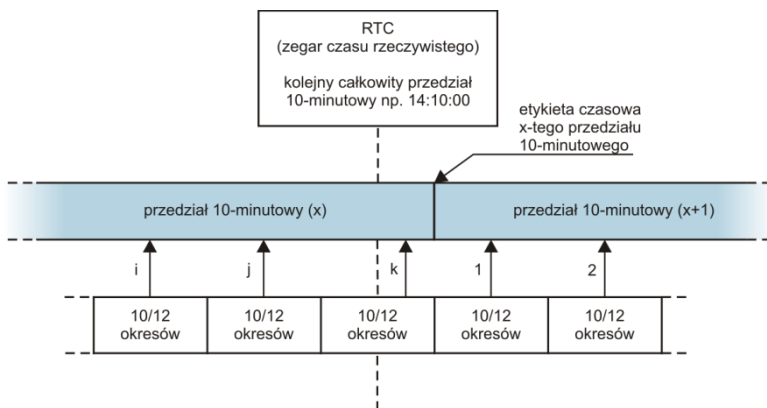 RTC
(zegar czasu rzeczywistego)
kolejny całkowity przedział
10-minutowy np. 14:10:00
etykieta czasowa
x-tego przedziału
10-minutowego
przedział 10-minutowy (x)
przedział 10-minutowy (x+1)
i
j
k
1
2
10/12
okresów
10/12
okresów
10/12
okresów
10/12
okresów
10/12
okresów